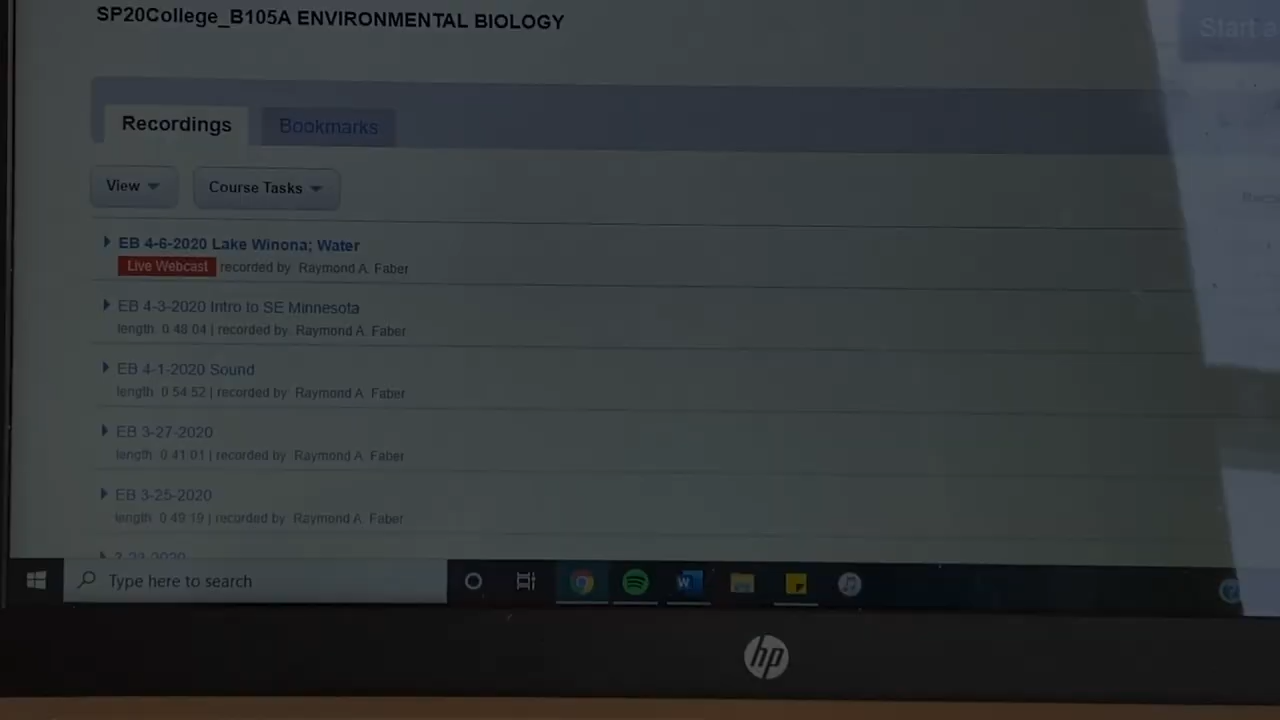 SP20College_B105A ENVIRONMENTAL BIOLOGY
Start a
Recordings Bookmarks
View Course Tasks
EB 4-6-2020 Lake Winona; Water
Live Webcast recorded by: Raymond A. Faber
EB 4-3-2020 Intro to SE Minnesota
length: 0:48:04 | recorded by: Raymond A. Faber
EB 4-1-2020 Sound
length: 0:54:52 | recorded by: Raymond A. Faber
EB 3-27-2020
length: 0:41:01 | recorded by: Raymond A. Faber
EB 3-25-2020
length: 0:49:19 | recorded by: Raymond A. Faber
3-23-2020
Type here to search
hp